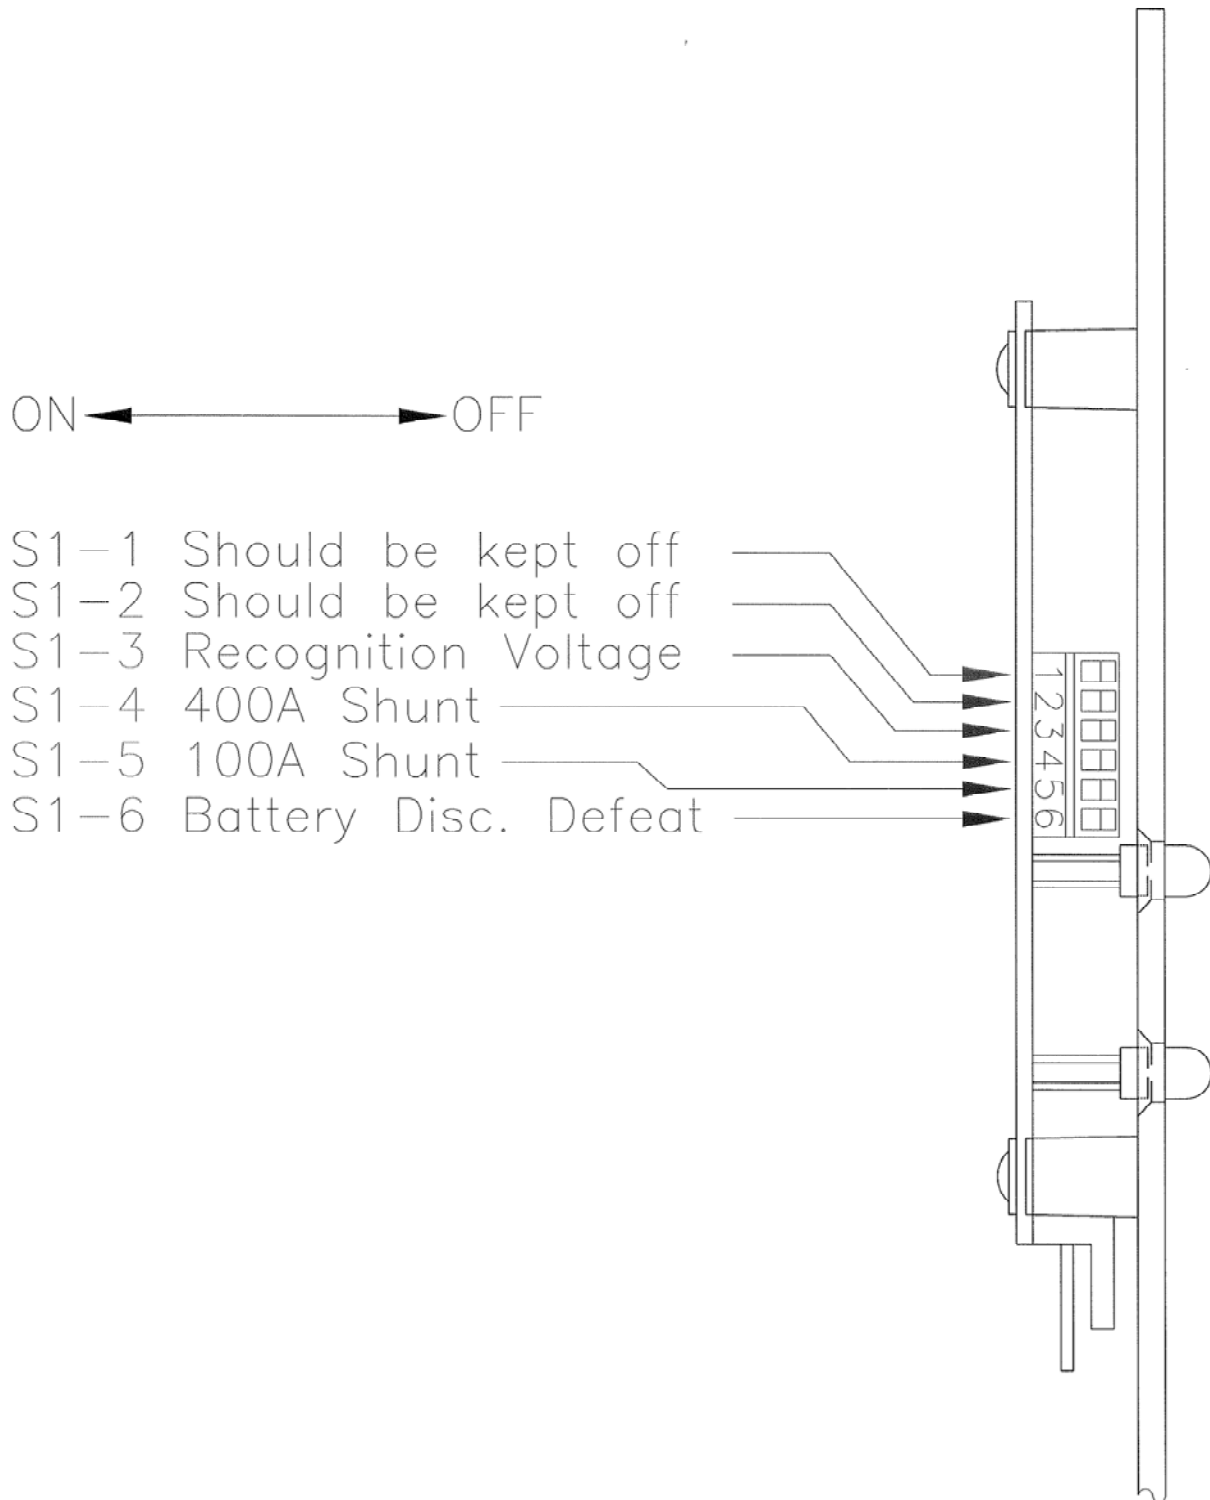 ON OFF
S1-1 Should be kept off
S1-2 Should be kept off
S1-3 Recognition Voltage
S1-4 400A Shunt
S1-5 100A Shunt
S1-6 Battery Disc. Defeat
1
2
3
4
5
6